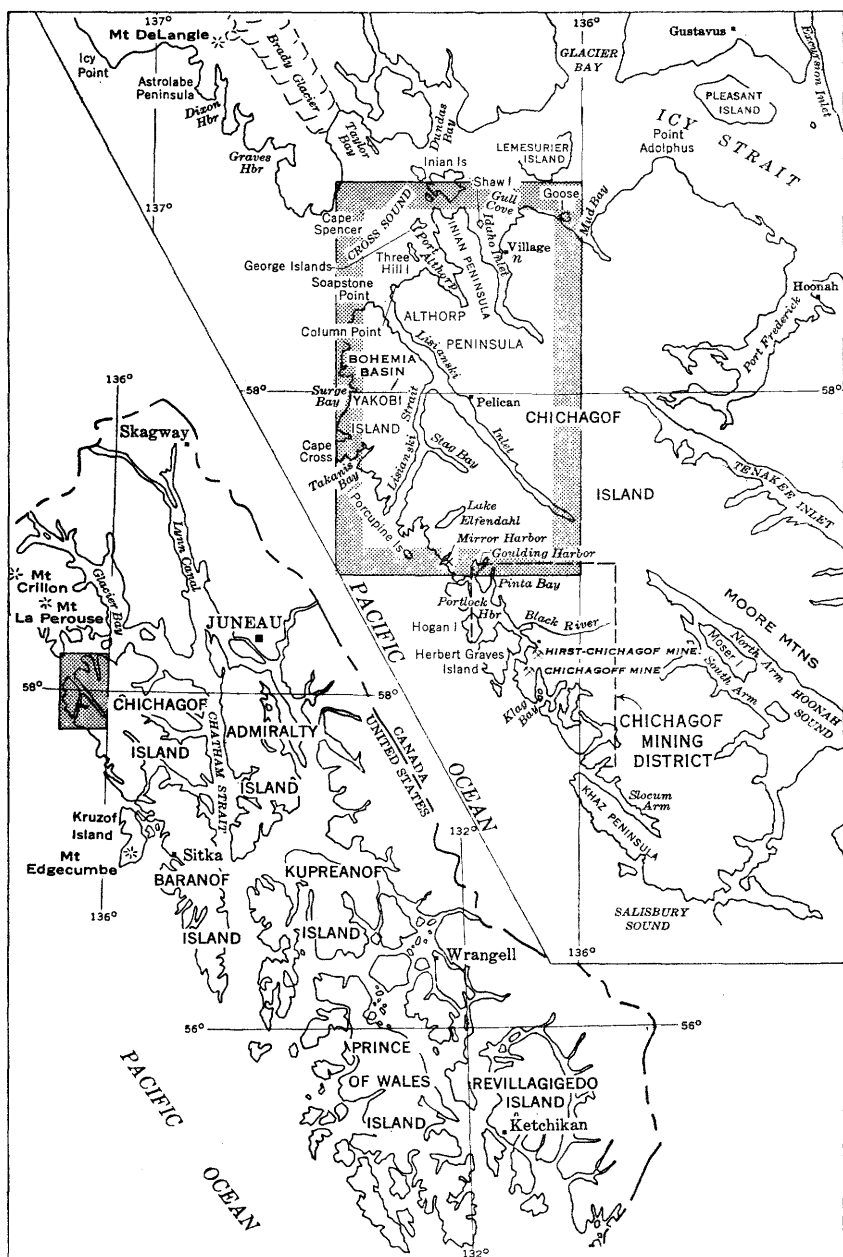 137°
136°
Mt DeLangle
Icy Point
Brady Glacier
Astrolabe Peninsula
Dixon Hbr
Graves Hbr
Taylor Bay
Dundas Bay
GLACIER BAY
Gustavus
Excursion Inlet
PLEASANT ISLAND
ICY STRAIT
Point Adolphus
LEMESURIER ISLAND
Inian Is
Shaw I
Gull Cove
Goose
Mud Bay
137°
Cape Spencer
CROSS SOUND
Idaho Inlet
INIAN PENINSULA
Village
n
George Islands
Three Hill I
Port Althorp
Soapstone Point
Hoonah
Port Frederick
ALTHORP
PENINSULA
Column Point
Lisianski
Inlet
BOHEMIA BASIN
58°
58°
Surge Bay
YAKOBI
ISLAND
Lisianski Strait
Pelican
CHICHAGOF
ISLAND
Cape Cross
Takanis Bay
Stag Bay
TENAKEE INLET
Porcupine Is
Lake Elfendahl
Mirror Harbor
Goulding Harbor
Pinta Bay
Portlock Hbr
Hogan I
Black River
Herbert Graves Island
HIRST-CHICHAGOF MINE
CHICHAGOFF MINE
Klag Bay
CHICHAGOF
MINING
DISTRICT
MOORE MTNS
North Arm
Moser I
South Arm
HOONAH
SOUND
Slocum Arm
KHAZ PENINSULA
SALISBURY
SOUND
136°
PACIFIC
OCEAN
136°
Skagway
Lynn Canal
Glacier Bay
Mt Crillon
Mt La Perouse
JUNEAU
58°
58°
CHICHAGOF
ISLAND
CHATHAM STRAIT
ADMIRALTY
ISLAND
CANADA
UNITED STATES
132°
Kruzof Island
Mt Edgecumbe
Sitka
136°
BARANOF
ISLAND
KUPREANOF
ISLAND
Wrangell
56°
56°
PRINCE
OF WALES
ISLAND
REVILLAGIGEDO
ISLAND
Ketchikan
PACIFIC
OCEAN
132°